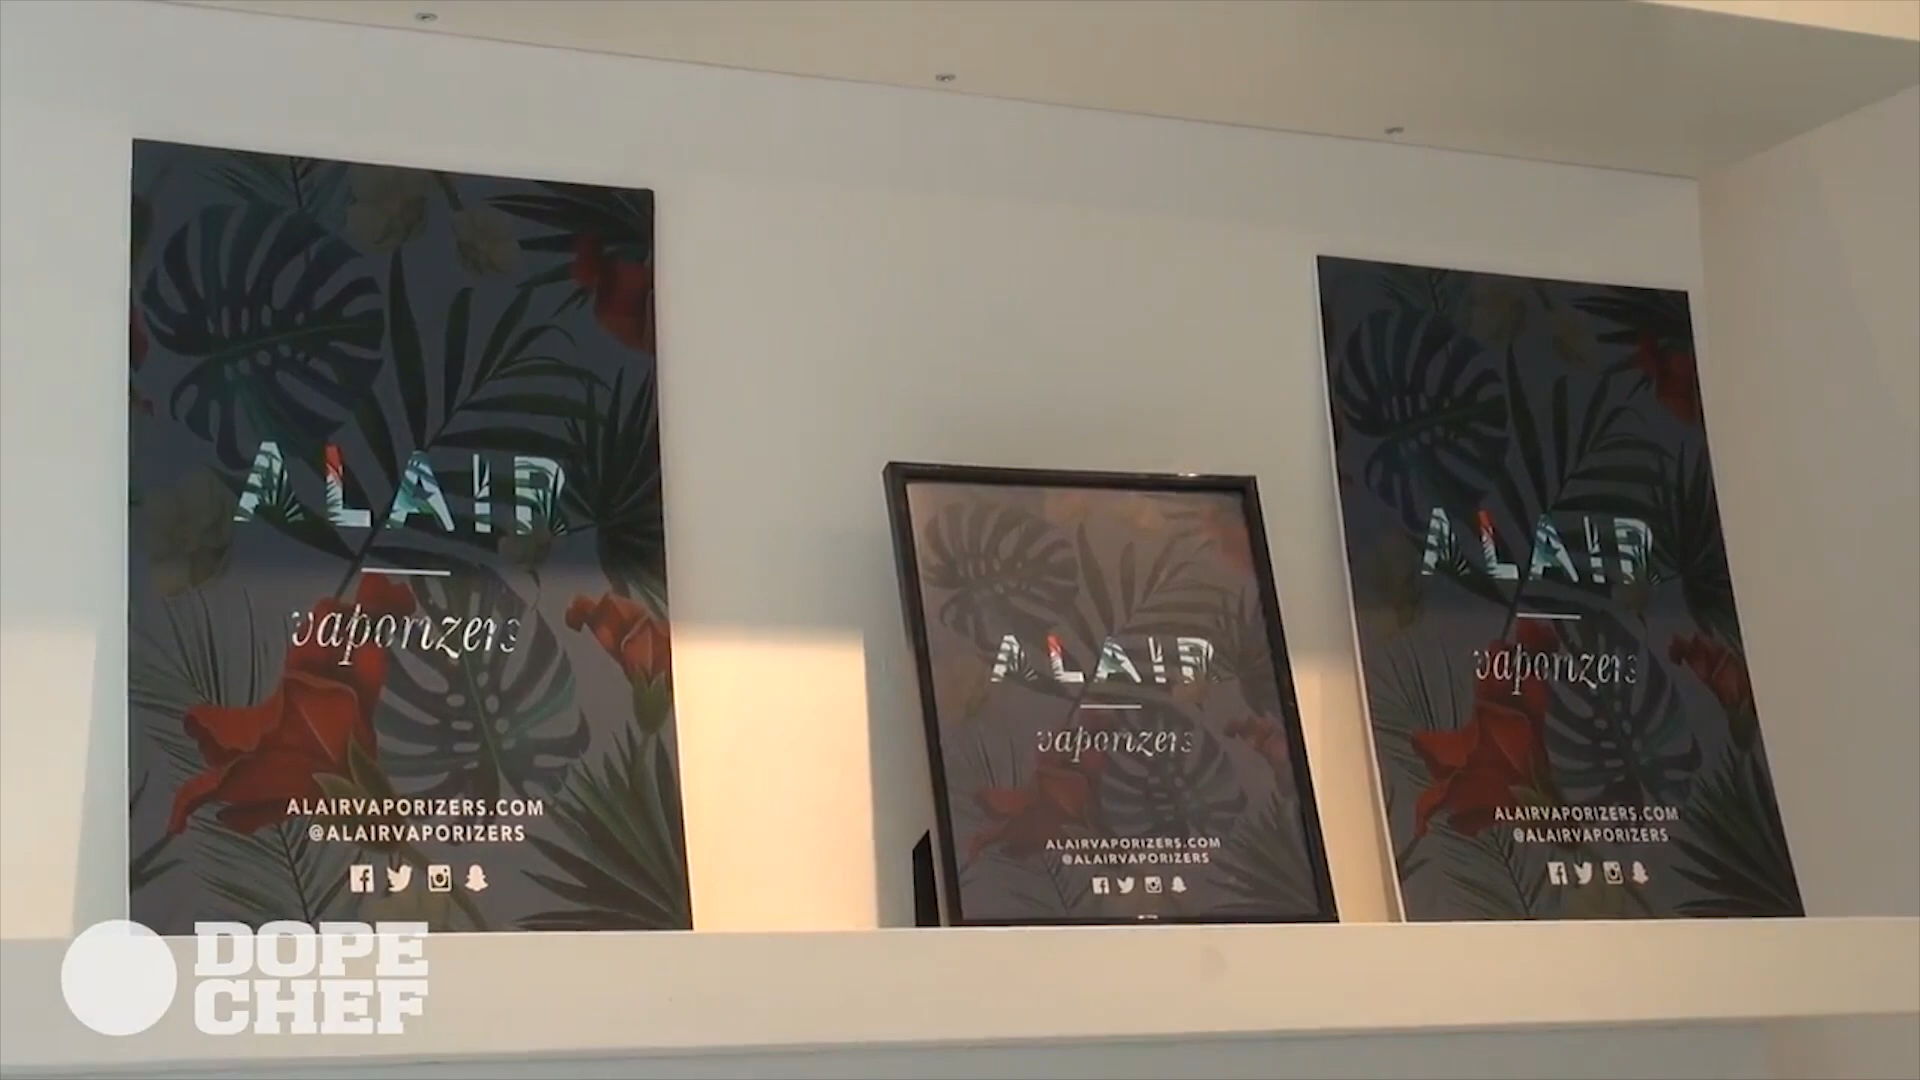 ALAIR
vaporizers
ALAIRVAPORIZERS.COM
@ALAIRVAPORIZERS
ALAIR
vaporizers
ALAIRVAPORIZERS.COM
@ALAIRVAPORIZERS
ALAIR
vaporizers
ALAIRVAPORIZERS.COM
@ALAIRVAPORIZERS
DOPE
CHEF